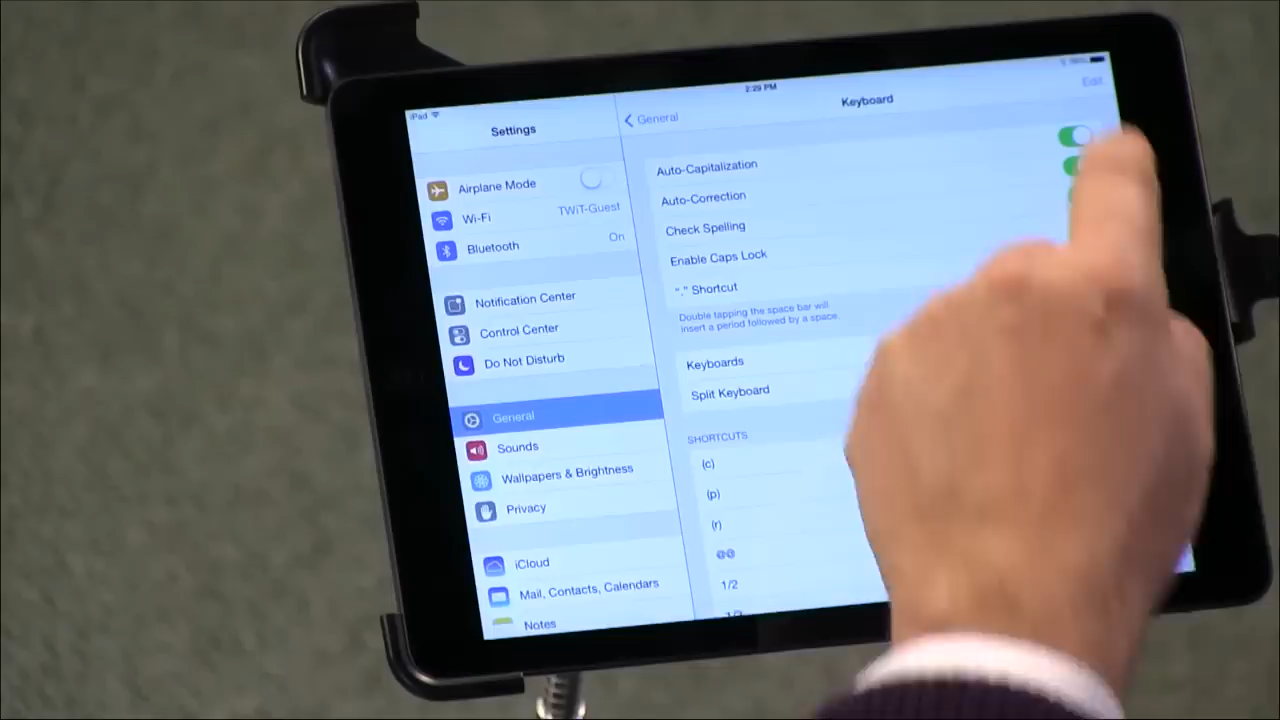 iPad
2:29 PM
Settings
General
Keyboard
Edit
Airplane Mode
Wi-Fi TWiT-Guest
Bluetooth On
Notification Center
Control Center
Do Not Disturb
General
Sounds
Wallpapers & Brightness
Privacy
iCloud
Mail, Contacts, Calendars
Notes
Auto-Capitalization
Auto-Correction
Check Spelling
Enable Caps Lock
"." Shortcut
Double tapping the space bar will
insert a period followed by a space.
Keyboards
Split Keyboard
SHORTCUTS
(c)
(p)
(r)
@@
1/2